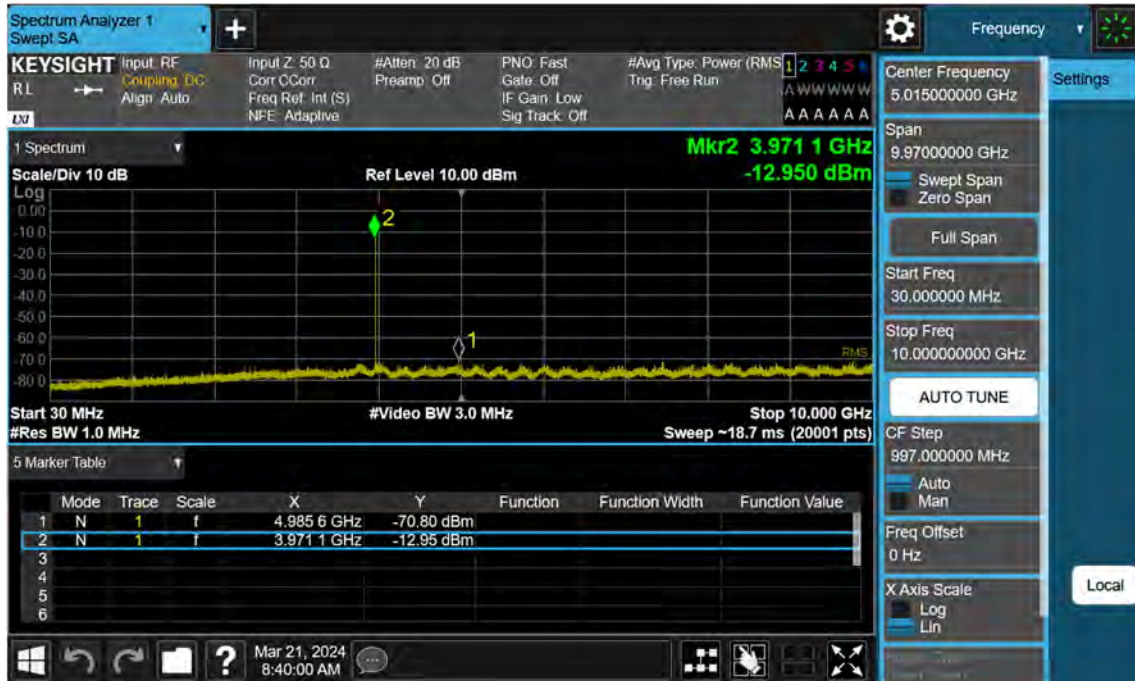 Spectrum Analyzer 1
Swept SA
Frequency
KEYSIGHT
RL
LXI
Input: RF
Coupling: DC
Align: Auto
Input Z: 50 Ω
Corr CCorr
Freq Ref: Int (S)
NFE: Adaptive
#Atten: 20 dB
Preamp: Off
PNO: Fast
Gate: Off
IF Gain: Low
Sig Track: Off
#Avg Type: Power (RMS
Trig: Free Run
1 2 3 4 5 6
A W W W W W
A A A A A A
1 Spectrum
Scale/Div 10 dB
Ref Level 10.00 dBm
Mkr2 3.971 1 GHz
-12.950 dBm
Log
0.00
-10.0
-20.0
-30.0
-40.0
-50.0
-60.0
-70.0
-80.0
2
1
RMS
Start 30 MHz
#Video BW 3.0 MHz
Stop 10.000 GHz
#Res BW 1.0 MHz
Sweep ~18.7 ms (20001 pts)
5 Marker Table
Mode Trace Scale X Y Function Function Width Function Value
1 N 1 f 4.985 6 GHz -70.80 dBm
2 N 1 f 3.971 1 GHz -12.95 dBm
3
4
5
6
Center Frequency
5.015000000 GHz
Span
9.97000000 GHz
Swept Span
Zero Span
Full Span
Start Freq
30.000000 MHz
Stop Freq
10.000000000 GHz
AUTO TUNE
CF Step
997.000000 MHz
Auto
Man
Freq Offset
0 Hz
X Axis Scale
Log
Lin
Settings
Local
?
Mar 21, 2024
8:40:00 AM